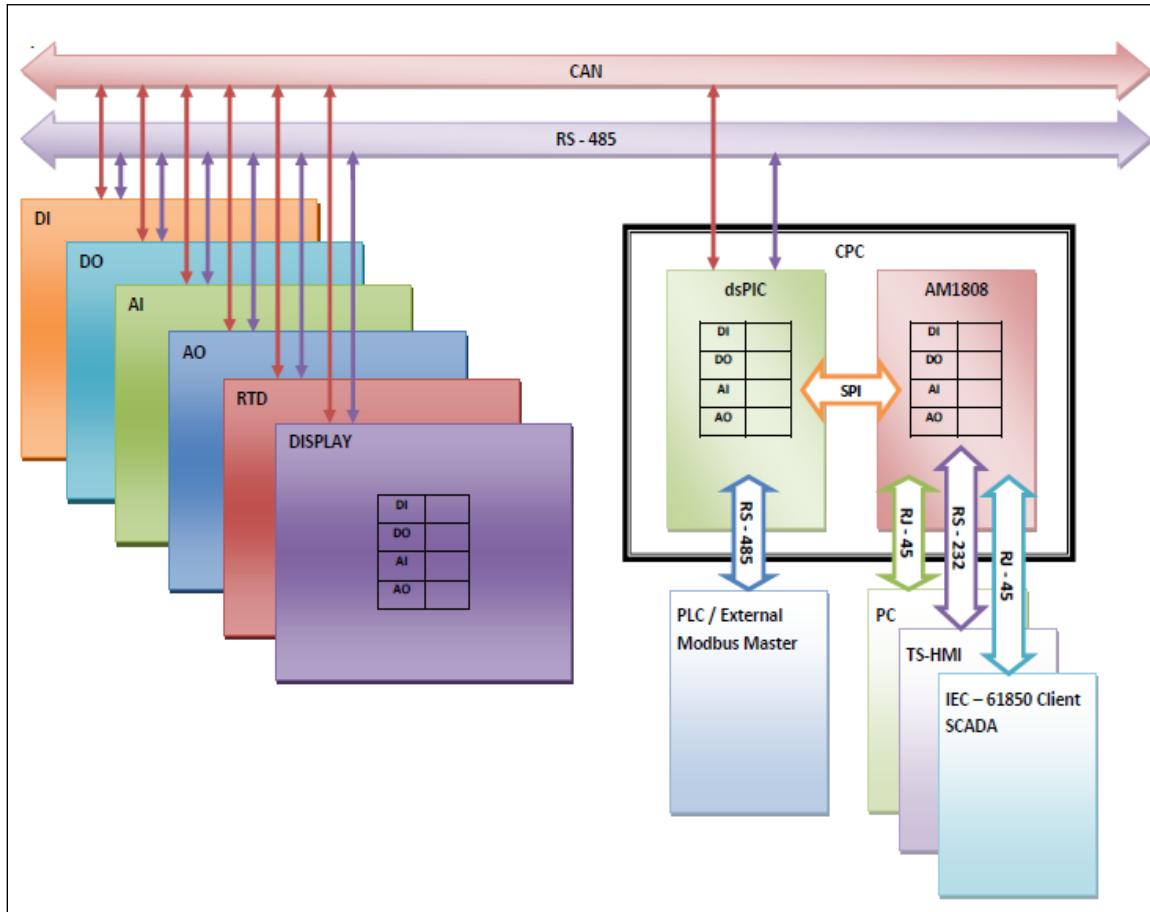 CAN
RS - 485
DI
DO
AI
AO
RTD
DISPLAY
DI
DO
AI
AO
CPC
dsPIC
DI
DO
AI
AO
SPI
AM1808
DI
DO
AI
AO
RS - 485
RJ - 45
RS - 232
RJ - 45
PLC / External
Modbus Master
PC
TS-HMI
IEC – 61850 Client
SCADA